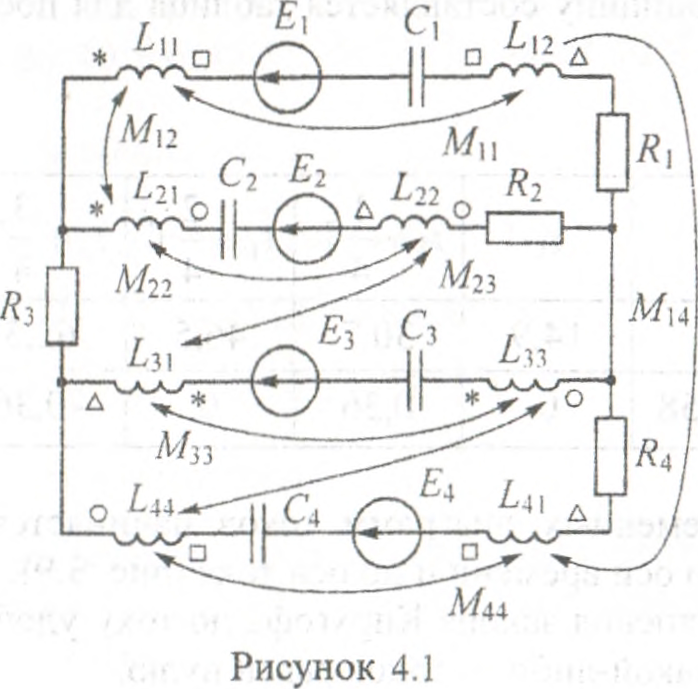 L11 E1 C1 L12
* □ □ △
M12 M11 R1
L21 C2 E2 L22 R2
* ○ △ ○
M22 M23
R3 E3 C3 M14
L31 L33
△ * * ○
M33 R4
L44 C4 E4 L41
○ □ □ △
M44
Рисунок 4.1